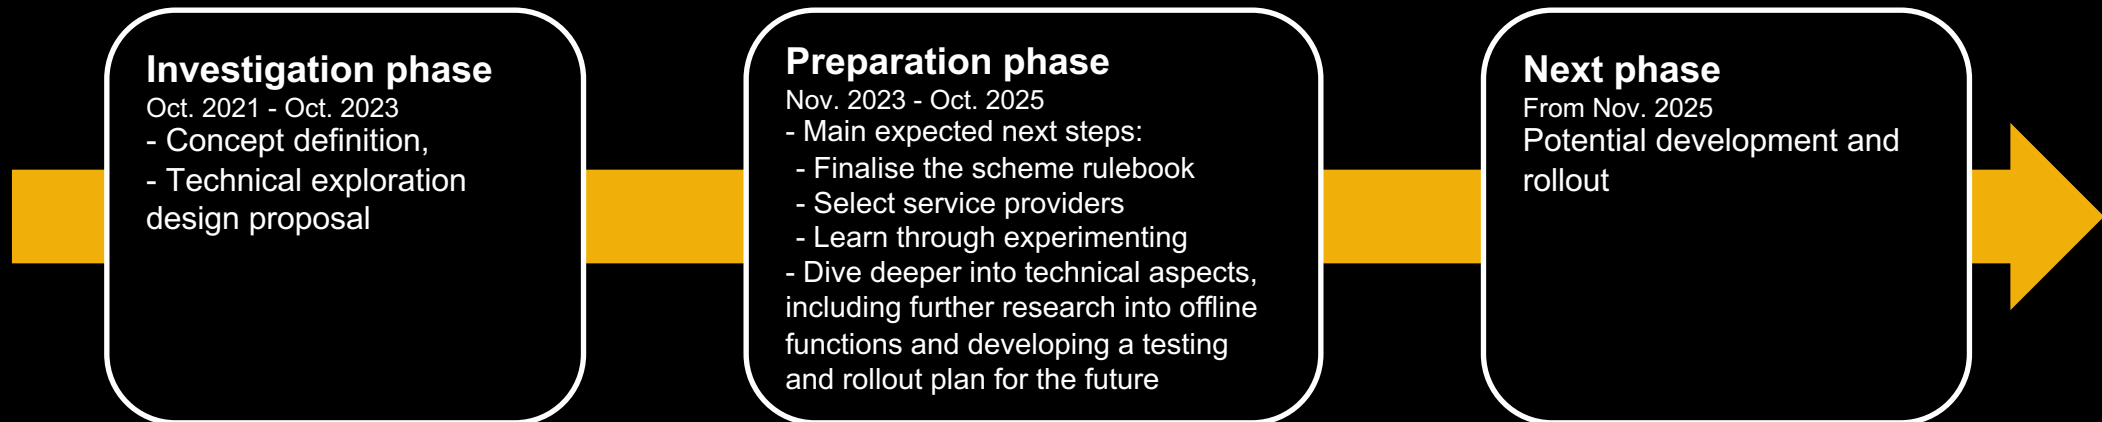 Investigation phase
Oct. 2021 - Oct. 2023
- Concept definition,
- Technical exploration
design proposal
Preparation phase
Nov. 2023 - Oct. 2025
- Main expected next steps:
- Finalise the scheme rulebook
- Select service providers
- Learn through experimenting
- Dive deeper into technical aspects,
including further research into offline
functions and developing a testing
and rollout plan for the future
Next phase
From Nov. 2025
Potential development and
rollout